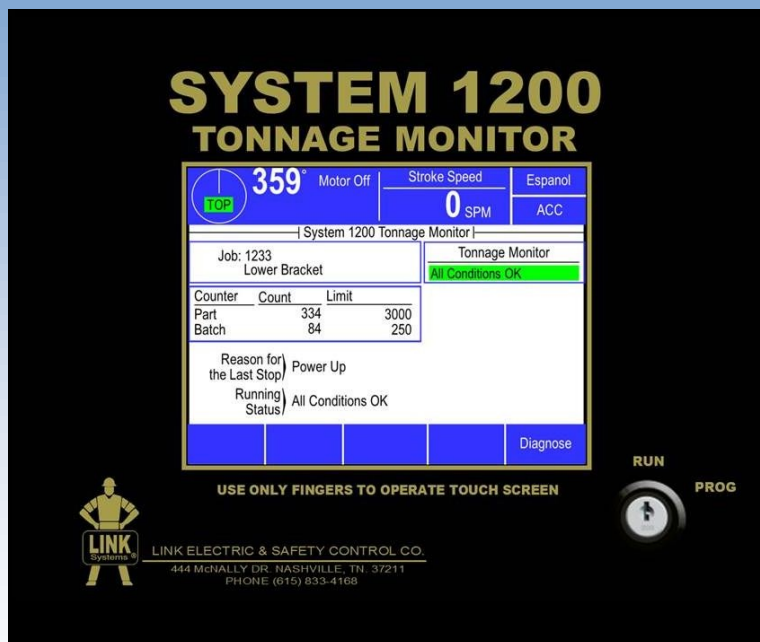 SYSTEM 1200
TONNAGE MONITOR
TOP
359° Motor Off
Stroke Speed
0 SPM
Espanol
ACC
System 1200 Tonnage Monitor
Job: 1233
Lower Bracket
Tonnage Monitor
All Conditions OK
Counter Count Limit
Part 334 3000
Batch 84 250
Reason for
the Last Stop) Power Up
Running
Status) All Conditions OK
Diagnose
USE ONLY FINGERS TO OPERATE TOUCH SCREEN
RUN
PROG
LINK
Systems ®
LINK ELECTRIC & SAFETY CONTROL CO.
444 McNALLY DR. NASHVILLE, TN. 37211
PHONE (615) 833-4168